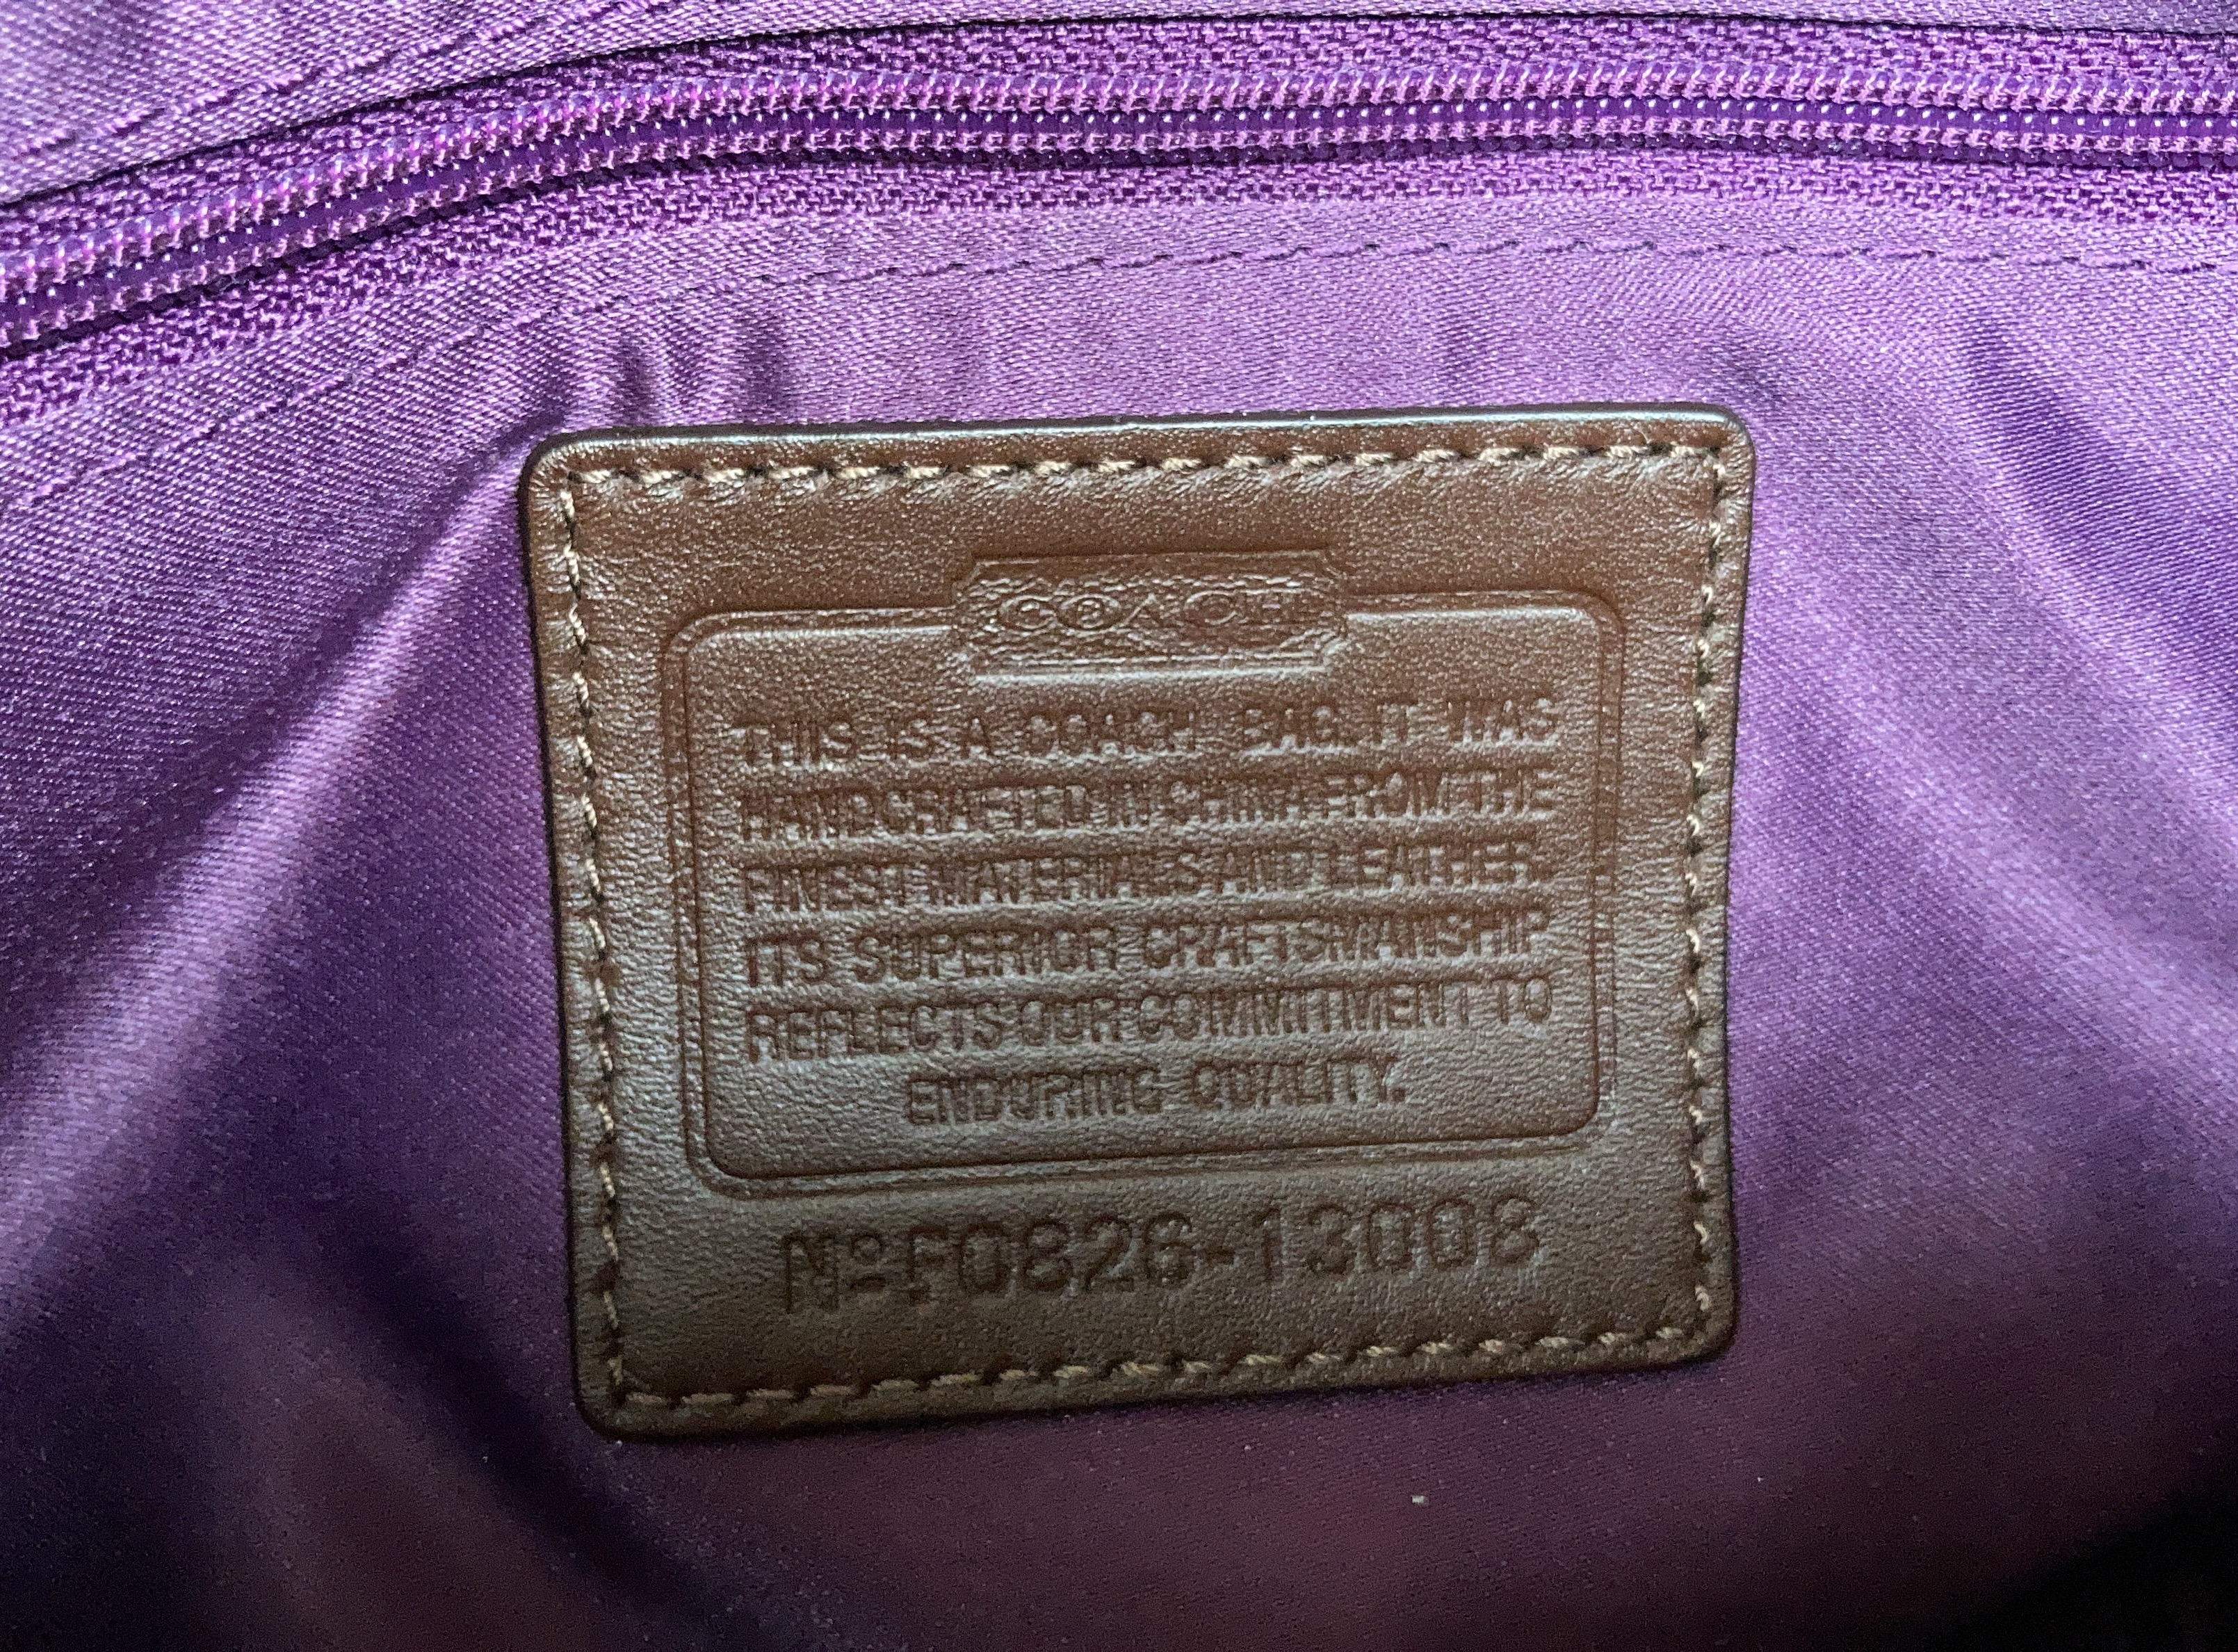 COACH
THIS IS A COACH BAG. IT WAS
HANDCRAFTED IN CHINA FROM THE
FINEST MATERIALS AND LEATHER.
ITS SUPERIOR CRAFTSMANSHIP
REFLECTS OUR COMMITMENT TO
ENDURING QUALITY.
Nº F0826-13008